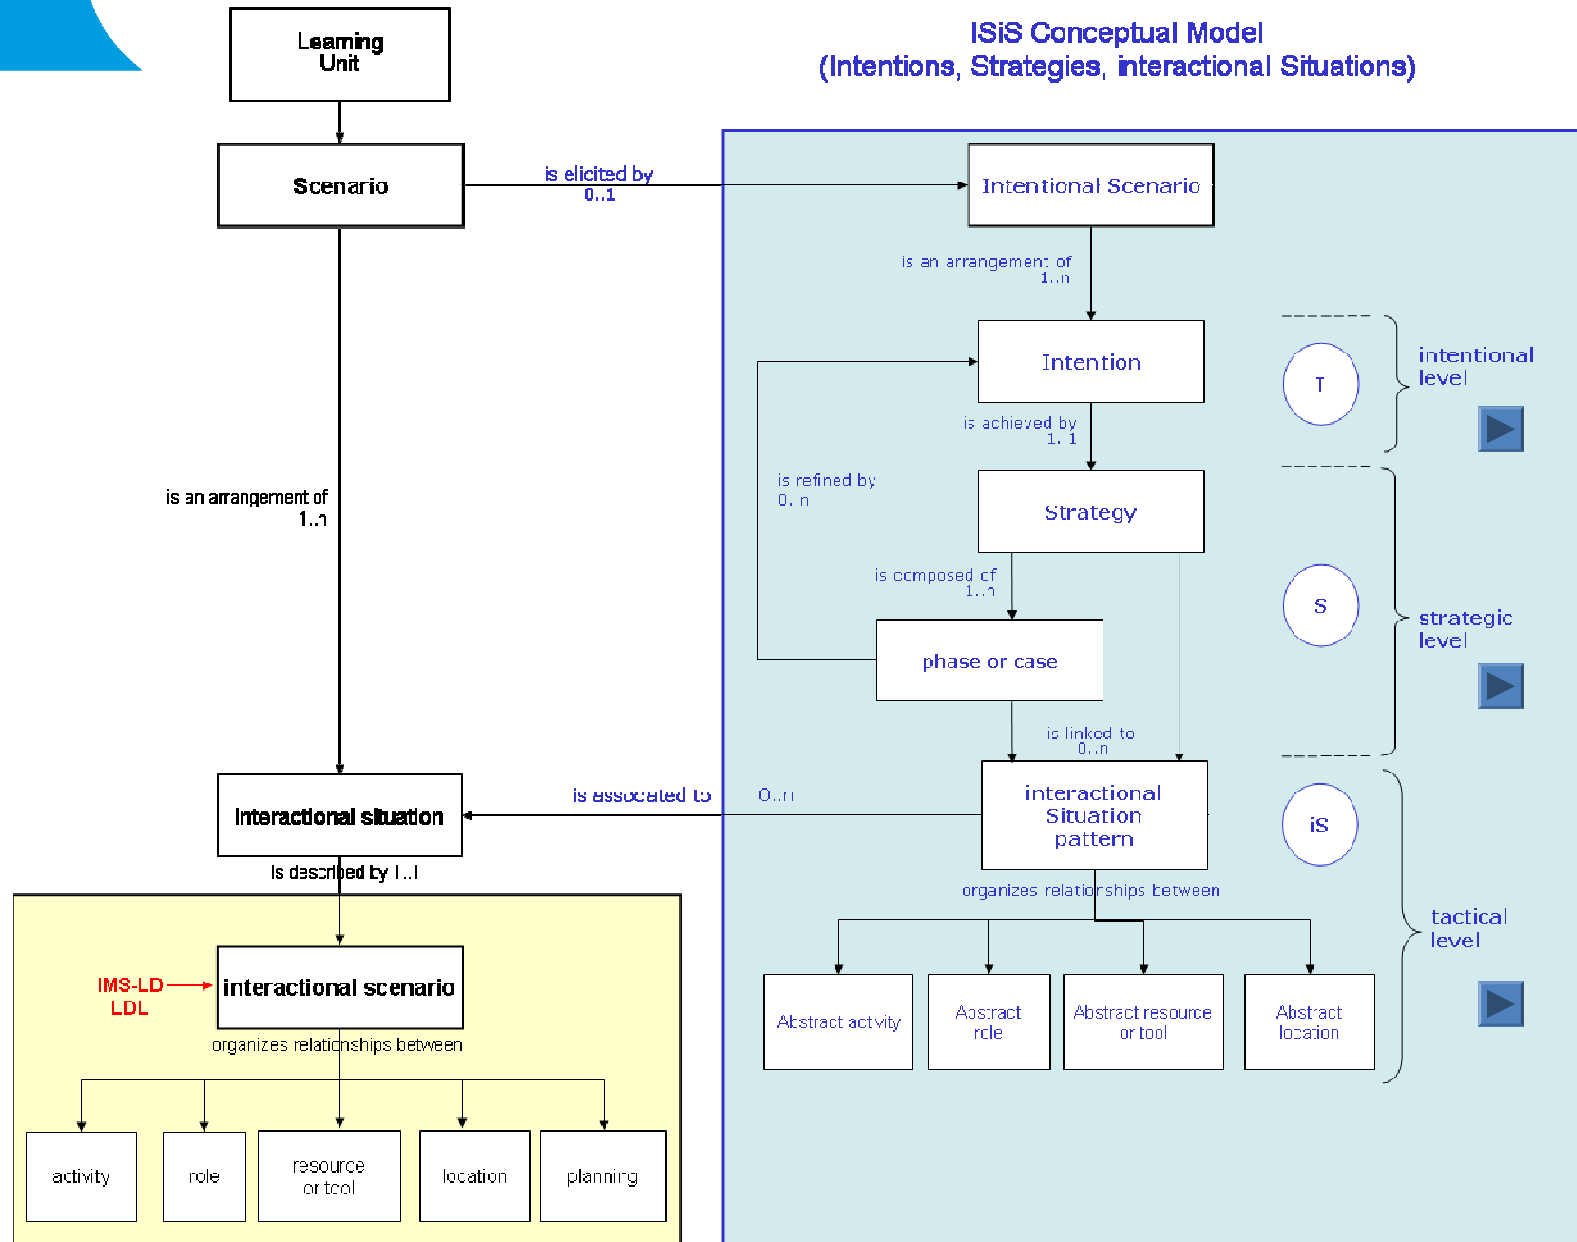 ISiS Conceptual Model
(Intentions, Strategies, interactional Situations)
Learning
Unit
Scenario
is elicited by
0..1
Intentional Scenario
is an arrangement of
1..n
Intention
I
intentional
level
is achieved by
1..1
is refined by
0..n
Strategy
is an arrangement of
1..n
is composed of
1..n
S
strategic
level
phase or case
is linked to
0..n
Interactional situation
is associated to 0..n
interactional
Situation
pattern
iS
is described by 1..1
organizes relationships between
tactical
level
IMS-LD
LDL
interactional scenario
Abstract activity
Abstract
role
Abstract resource
or tool
Abstract
location
organizes relationships between
activity
role
resource
or tool
location
planning